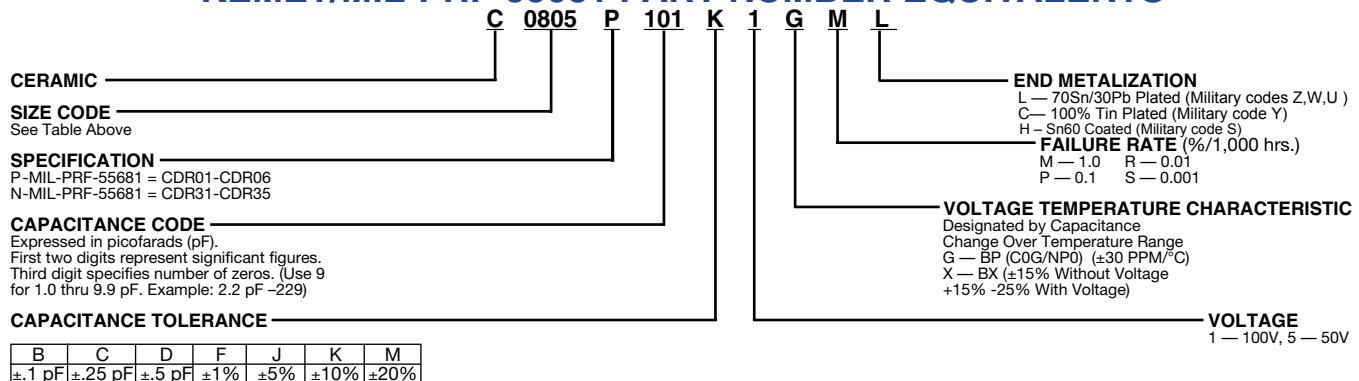 C 0805 P 101 K 1 G M L
CERAMIC
SIZE CODE
See Table Above
SPECIFICATION
P-MIL-PRF-55681 = CDR01-CDR06
N-MIL-PRF-55681 = CDR31-CDR35
CAPACITANCE CODE
Expressed in picofarads (pF).
First two digits represent significant figures.
Third digit specifies number of zeros. (Use 9
for 1.0 thru 9.9 pF. Example: 2.2 pF –229)
CAPACITANCE TOLERANCE
B C D F J K M
±.1 pF ±.25 pF ±.5 pF ±1% ±5% ±10% ±20%
END METALIZATION
L — 70Sn/30Pb Plated (Military codes Z,W,U )
C— 100% Tin Plated (Military code Y)
H – Sn60 Coated (Military code S)
FAILURE RATE (%/1,000 hrs.)
M — 1.0 R — 0.01
P — 0.1 S — 0.001
VOLTAGE TEMPERATURE CHARACTERISTIC
Designated by Capacitance
Change Over Temperature Range
G — BP (C0G/NP0) (±30 PPM/°C)
X — BX (±15% Without Voltage
+15% -25% With Voltage)
VOLTAGE
1 — 100V, 5 — 50V